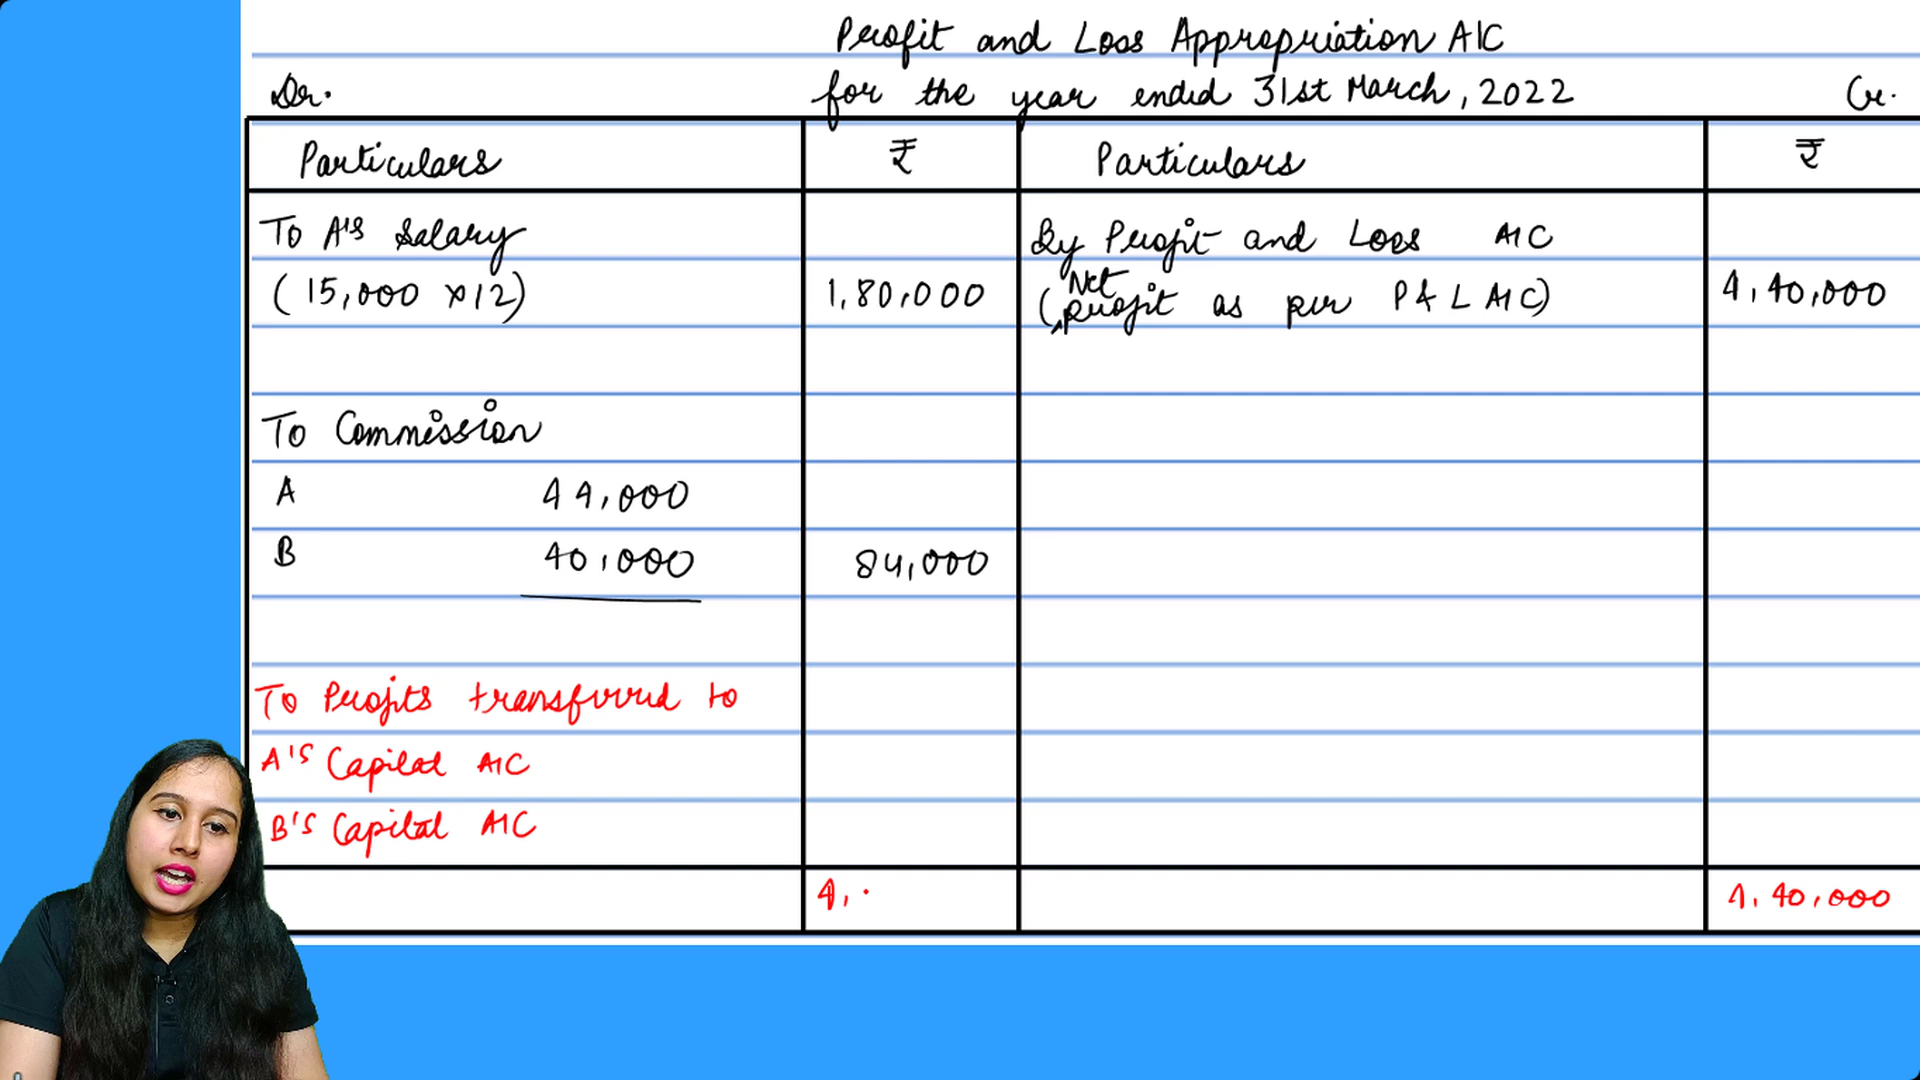 Profit and Loss Appropriation A/C
Dr. for the year ended 31st March, 2022 Cr.
Particulars ₹ Particulars ₹
To A's Salary By Profit and Loss A/C
(15,000 x12) 1,80,000 (Net profit as per P & L A/C) 4,40,000
To Commission
A 44,000
B 40,000 84,000
To Profits transferred to
A's Capital A/C
B's Capital A/C
4, 4,40,000